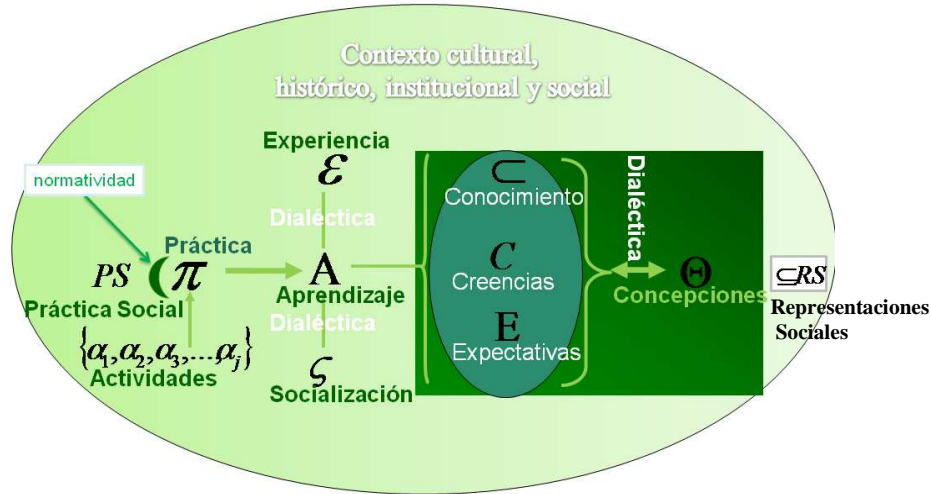 Contexto cultural,
histórico, institucional y social
Experiencia
ε
normatividad
Dialéctica
Práctica
PS
π
Práctica Social
A
Aprendizaje
Dialéctica
{α1, α2, α3, ..., αj}
Actividades
ς
Socialización
⊂
Conocimiento
C
Creencias
E
Expectativas
Dialéctica
Θ
Concepciones
⊆RS
Representaciones
Sociales